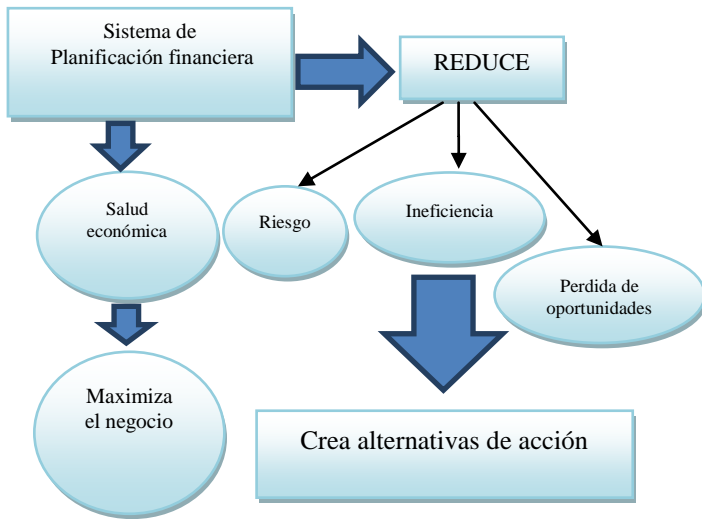 Sistema de
Planificación financiera
REDUCE
Salud
económica
Riesgo
Ineficiencia
Perdida de
oportunidades
Maximiza
el negocio
Crea alternativas de acción